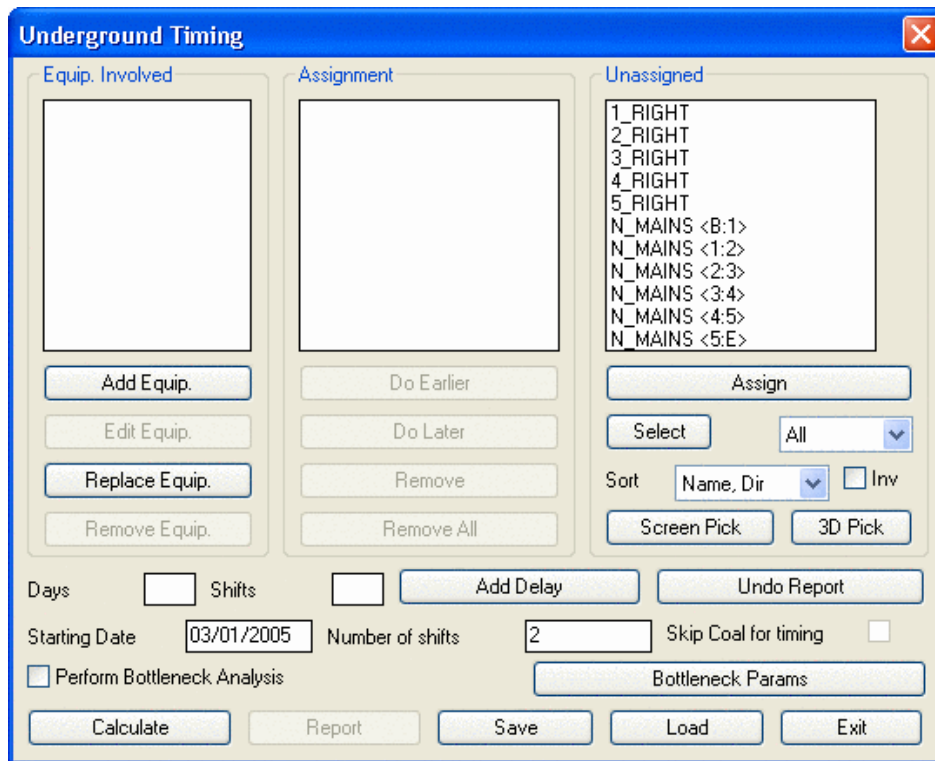 Underground Timing
Equip. Involved
Assignment
Unassigned
1_RIGHT
2_RIGHT
3_RIGHT
4_RIGHT
5_RIGHT
N_MAINS <B:1>
N_MAINS <1:2>
N_MAINS <2:3>
N_MAINS <3:4>
N_MAINS <4:5>
N_MAINS <5:E>
Add Equip.
Do Earlier
Assign
Edit Equip.
Do Later
Select
All
Replace Equip.
Remove
Sort
Name, Dir
Inv
Remove Equip.
Remove All
Screen Pick
3D Pick
Days
Shifts
Add Delay
Undo Report
Starting Date
03/01/2005
Number of shifts
2
Skip Coal for timing
Perform Bottleneck Analysis
Bottleneck Params
Calculate
Report
Save
Load
Exit